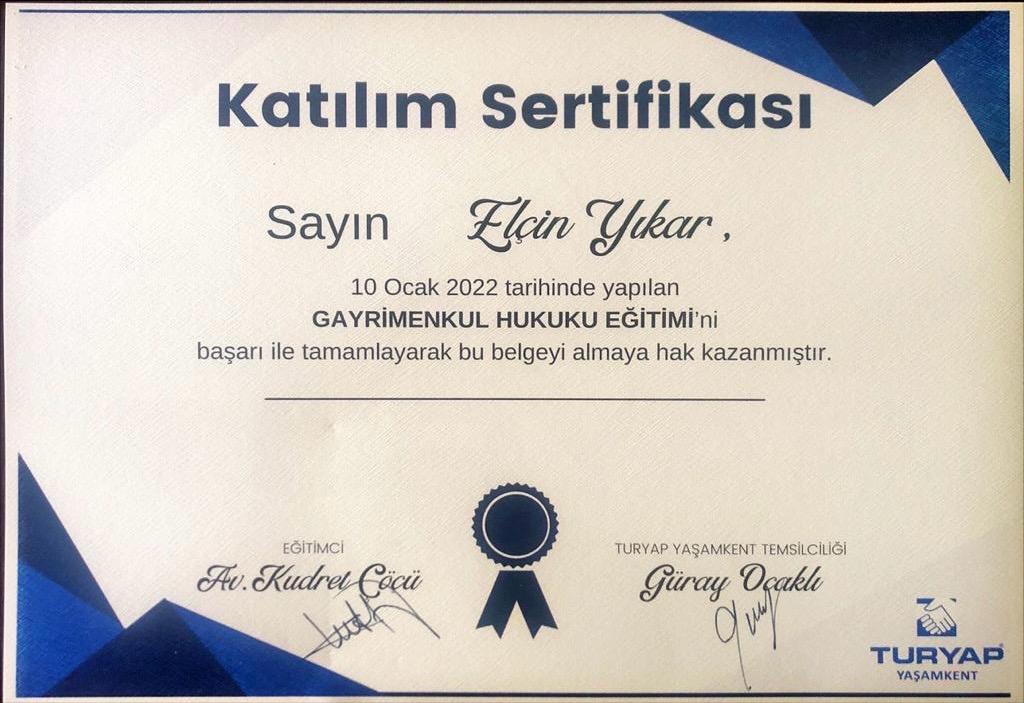 Katılım Sertifikası
Sayın Elçin Yıkar ,
10 Ocak 2022 tarihinde yapılan
GAYRİMENKUL HUKUKU EĞİTİMİ'ni
başarı ile tamamlayarak bu belgeyi almaya hak kazanmıştır.
EĞİTİMCİ
Av. Kudret Cöcü
TURYAP YAŞAMKENT TEMSİLCİLİĞİ
Güray Ocaklı
TURYAP
YAŞAMKENT